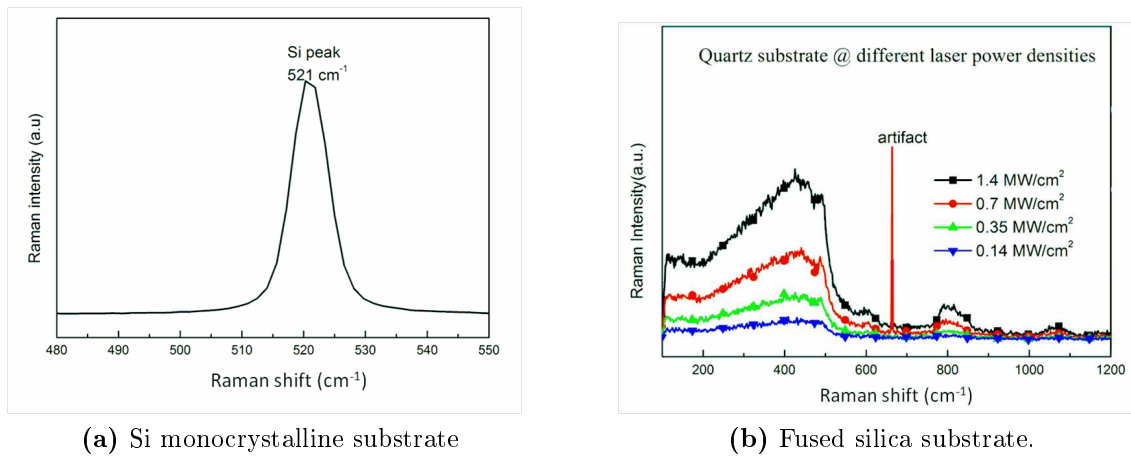 Si peak
521 cm⁻¹
Raman intensity (a.u)
480 490 500 510 520 530 540 550
Raman shift (cm⁻¹)
(a) Si monocrystalline substrate
Quartz substrate @ different laser power densities
artifact
1.4 MW/cm²
0.7 MW/cm²
0.35 MW/cm²
0.14 MW/cm²
Raman Intensity(a.u.)
200 400 600 800 1000 1200
Raman shift (cm⁻¹)
(b) Fused silica substrate.